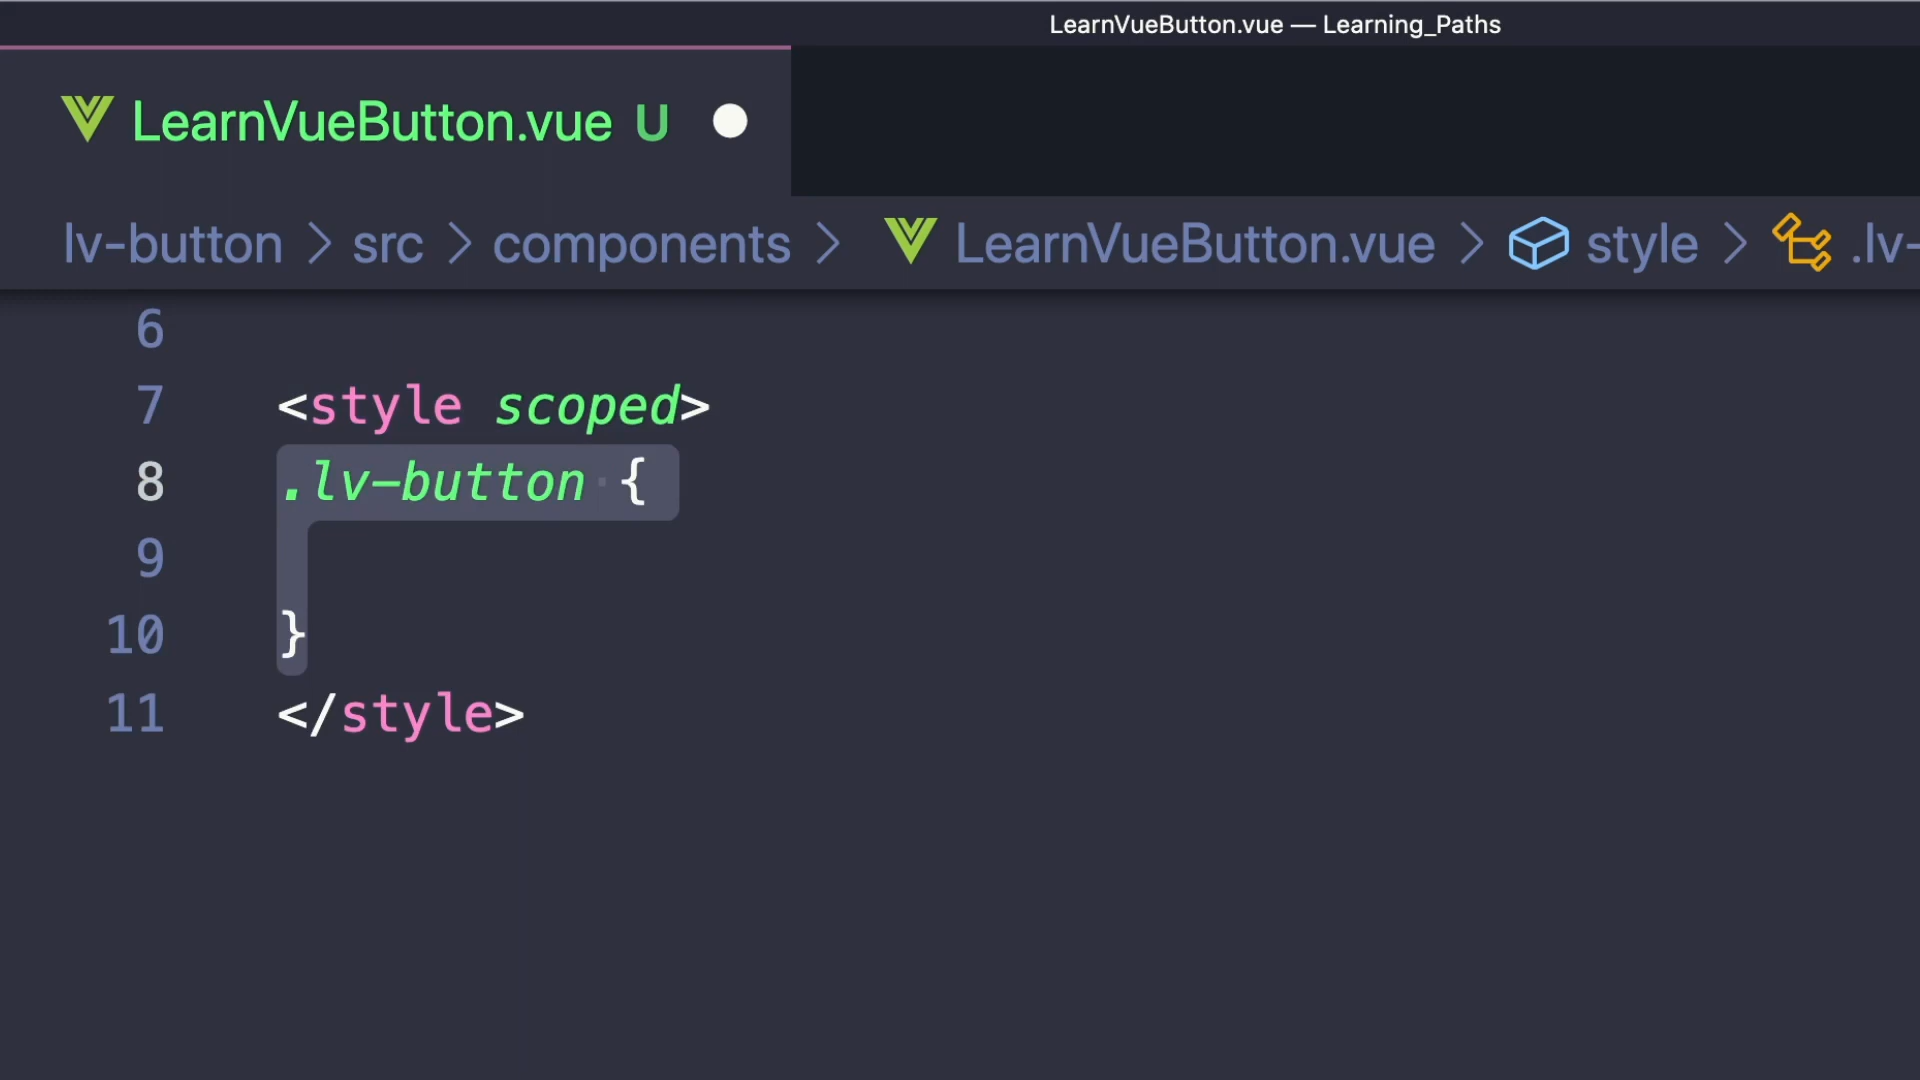 LearnVueButton.vue — Learning_Paths
LearnVueButton.vue U
lv-button > src > components > LearnVueButton.vue > style > .lv-
6
7 <style scoped>
8 .lv-button {
9
10 }
11 </style>